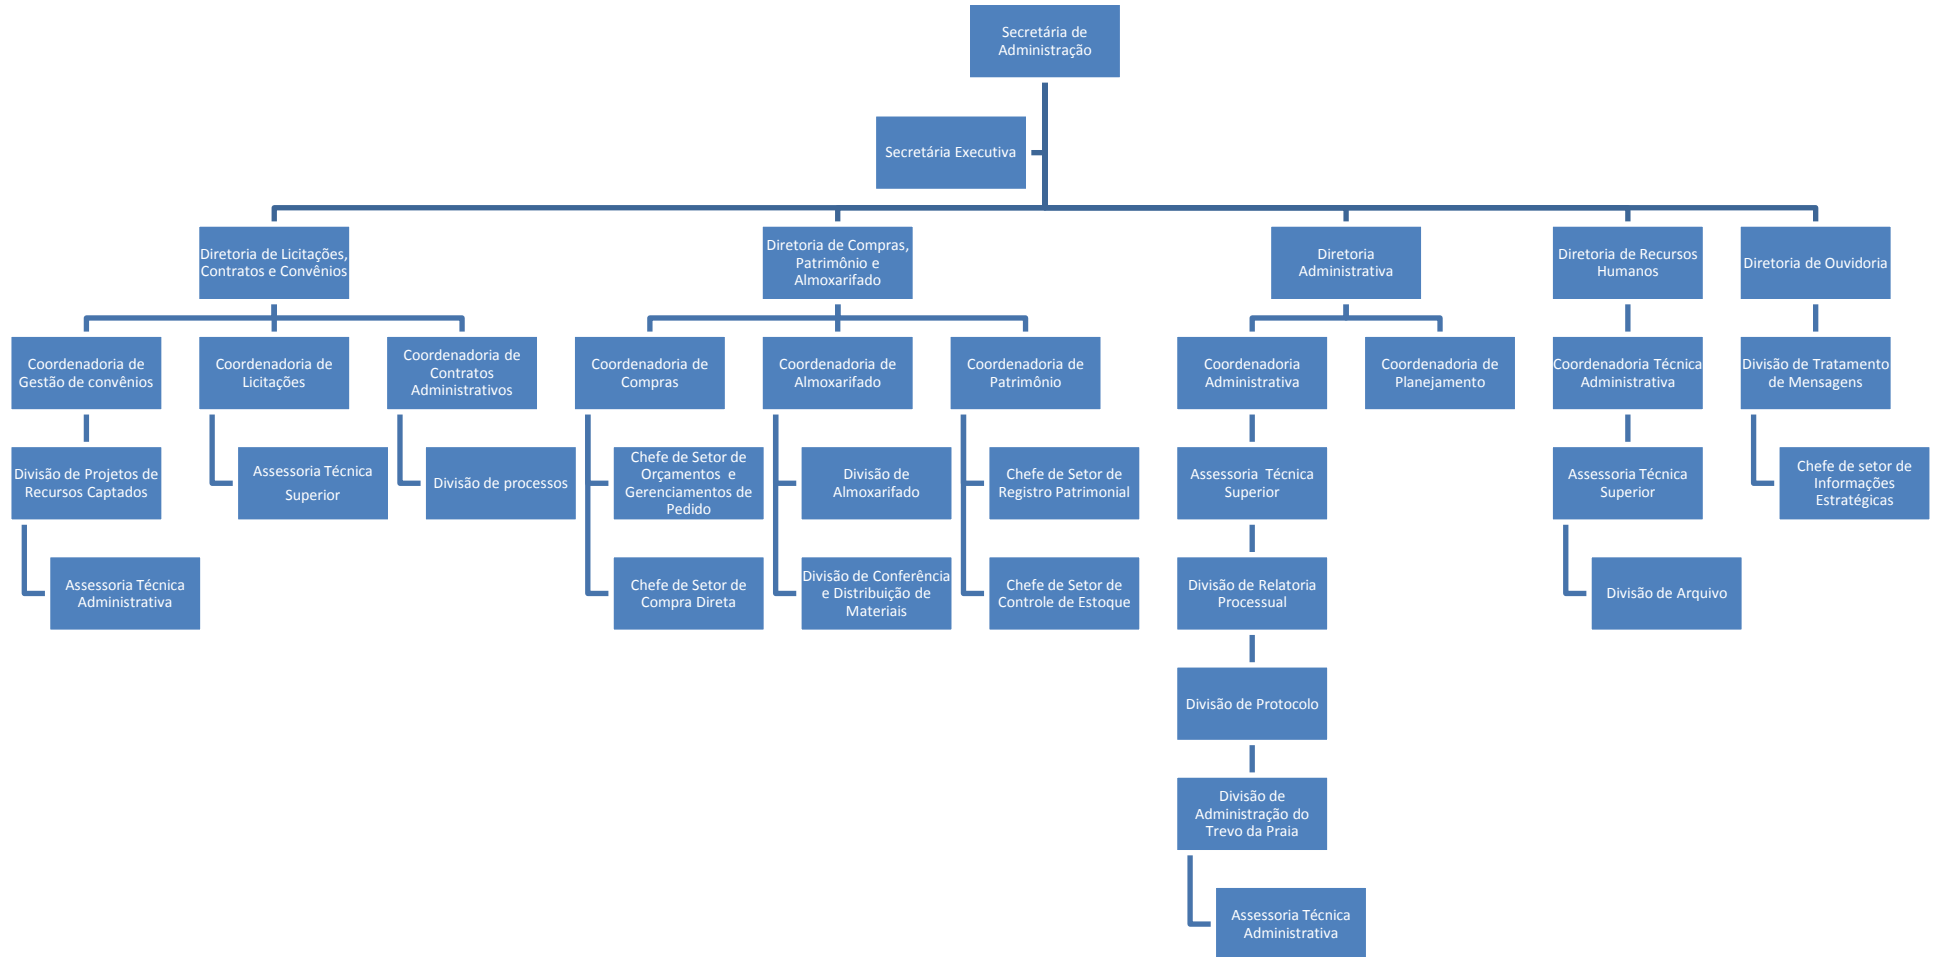 Secretária de
Administração
Secretária Executiva
Diretoria de Licitações,
Contratos e Convênios
Diretoria de Compras,
Patrimônio e
Almoxarifado
Diretoria
Administrativa
Diretoria de Recursos
Humanos
Diretoria de Ouvidoria
Coordenadoria de
Gestão de convênios
Coordenadoria de
Licitações
Coordenadoria de
Contratos
Administrativos
Coordenadoria de
Compras
Coordenadoria de
Almoxarifado
Coordenadoria de
Patrimônio
Coordenadoria
Administrativa
Coordenadoria de
Planejamento
Coordenadoria Técnica
Administrativa
Divisão de Tratamento
de Mensagens
Divisão de Projetos de
Recursos Captados
Assessoria Técnica
Superior
Divisão de processos
Chefe de Setor de
Orçamentos e
Gerenciamentos de
Pedido
Divisão de
Almoxarifado
Chefe de Setor de
Registro Patrimonial
Assessoria Técnica
Superior
Assessoria Técnica
Superior
Chefe de setor de
Informações
Estratégicas
Assessoria Técnica
Administrativa
Chefe de Setor de
Compra Direta
Divisão de Conferência
e Distribuição de
Materiais
Chefe de Setor de
Controle de Estoque
Divisão de Relatoria
Processual
Divisão de Arquivo
Divisão de Protocolo
Divisão de
Administração do
Trevo da Praia
Assessoria Técnica
Administrativa